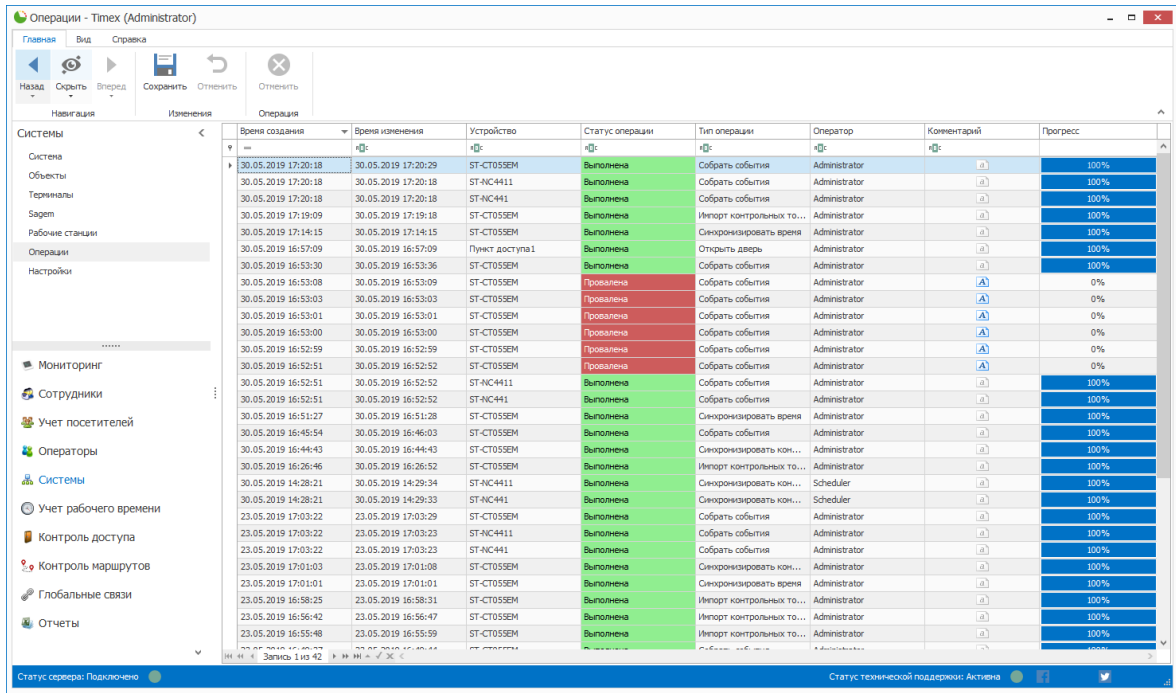 Операции - Timex (Administrator)
Главная Вид Справка
Назад Скрыть Вперед Сохранить Отменить Отменить
Навигация Изменения Операция
Системы
Система
Объекты
Терминалы
Sagem
Рабочие станции
Операции
Настройки
Мониторинг
Сотрудники
Учет посетителей
Операторы
Системы
Учет рабочего времени
Контроль доступа
Контроль маршрутов
Глобальные связи
Отчеты
Время создания Время изменения Устройство Статус операции Тип операции Оператор Комментарий Прогресс
30.05.2019 17:20:18 30.05.2019 17:20:29 ST-CT055EM Выполнена Собрать события Administrator 100%
30.05.2019 17:20:18 30.05.2019 17:20:18 ST-NC4411 Выполнена Собрать события Administrator 100%
30.05.2019 17:20:18 30.05.2019 17:20:18 ST-NC441 Выполнена Собрать события Administrator 100%
30.05.2019 17:19:09 30.05.2019 17:19:18 ST-CT055EM Выполнена Импорт контрольных то... Administrator 100%
30.05.2019 17:14:15 30.05.2019 17:14:15 ST-CT055EM Выполнена Синхронизировать время Administrator 100%
30.05.2019 16:57:09 30.05.2019 16:57:09 Пункт доступа1 Выполнена Открыть дверь Administrator 100%
30.05.2019 16:53:30 30.05.2019 16:53:36 ST-CT055EM Выполнена Собрать события Administrator 100%
30.05.2019 16:53:08 30.05.2019 16:53:09 ST-CT055EM Провалена Собрать события Administrator 0%
30.05.2019 16:53:03 30.05.2019 16:53:03 ST-CT055EM Провалена Собрать события Administrator 0%
30.05.2019 16:53:01 30.05.2019 16:53:01 ST-CT055EM Провалена Собрать события Administrator 0%
30.05.2019 16:53:00 30.05.2019 16:53:00 ST-CT055EM Провалена Собрать события Administrator 0%
30.05.2019 16:52:59 30.05.2019 16:52:59 ST-CT055EM Провалена Собрать события Administrator 0%
30.05.2019 16:52:51 30.05.2019 16:52:52 ST-CT055EM Провалена Собрать события Administrator 0%
30.05.2019 16:52:51 30.05.2019 16:52:52 ST-NC4411 Выполнена Собрать события Administrator 100%
30.05.2019 16:52:51 30.05.2019 16:52:52 ST-NC441 Выполнена Собрать события Administrator 100%
30.05.2019 16:51:27 30.05.2019 16:51:28 ST-CT055EM Выполнена Синхронизировать время Administrator 100%
30.05.2019 16:45:54 30.05.2019 16:46:03 ST-CT055EM Выполнена Собрать события Administrator 100%
30.05.2019 16:44:43 30.05.2019 16:44:43 ST-CT055EM Выполнена Синхронизировать кон... Administrator 100%
30.05.2019 16:26:46 30.05.2019 16:26:52 ST-CT055EM Выполнена Импорт контрольных то... Administrator 100%
30.05.2019 14:28:21 30.05.2019 14:29:34 ST-NC4411 Выполнена Синхронизировать кон... Scheduler 100%
30.05.2019 14:28:21 30.05.2019 14:29:33 ST-NC441 Выполнена Синхронизировать кон... Scheduler 100%
23.05.2019 17:03:22 23.05.2019 17:03:29 ST-CT055EM Выполнена Собрать события Administrator 100%
23.05.2019 17:03:22 23.05.2019 17:03:23 ST-NC4411 Выполнена Собрать события Administrator 100%
23.05.2019 17:03:22 23.05.2019 17:03:23 ST-NC441 Выполнена Собрать события Administrator 100%
23.05.2019 17:01:03 23.05.2019 17:01:08 ST-CT055EM Выполнена Синхронизировать кон... Administrator 100%
23.05.2019 17:01:01 23.05.2019 17:01:01 ST-CT055EM Выполнена Синхронизировать время Administrator 100%
23.05.2019 16:58:25 23.05.2019 16:58:31 ST-CT055EM Выполнена Импорт контрольных то... Administrator 100%
23.05.2019 16:56:42 23.05.2019 16:56:47 ST-CT055EM Выполнена Импорт контрольных то... Administrator 100%
23.05.2019 16:55:48 23.05.2019 16:55:59 ST-CT055EM Выполнена Импорт контрольных то... Administrator 100%
Запись 1 из 42
Статус сервера: Подключено Статус технической поддержки: Активна